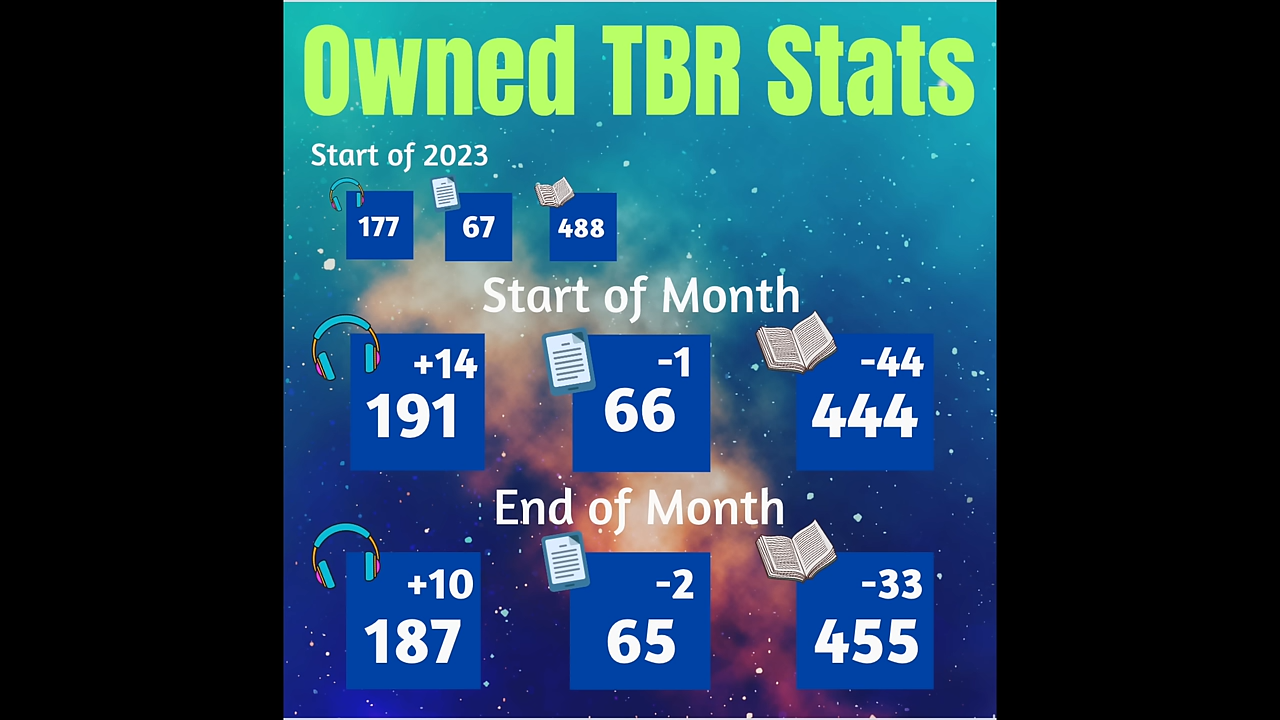 Owned TBR Stats
Start of 2023
177 67 488
Start of Month
+14 -1 -44
191 66 444
End of Month
+10 -2 -33
187 65 455